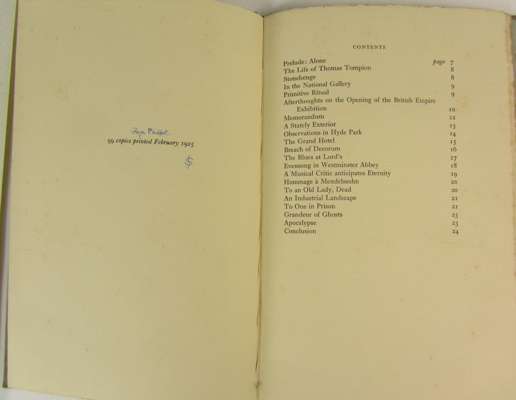 99 copies printed February 1925
CONTENTS
Prelude: Alone page 7
The Life of Thomas Tompion 8
Stonehenge 8
In the National Gallery 9
Primitive Ritual 9
Afterthoughts on the Opening of the British Empire
Exhibition 10
Memorandum 12
A Stately Exterior 13
Observations in Hyde Park 14
The Grand Hotel 15
Breach of Decorum 16
The Blues at Lord's 17
Evensong in Westminster Abbey 18
A Musical Critic anticipates Eternity 19
Hommage à Mendelssohn 20
To an Old Lady, Dead 20
An Industrial Landscape 21
To One in Prison 21
Grandeur of Ghosts 23
Apocalypse 23
Conclusion 24